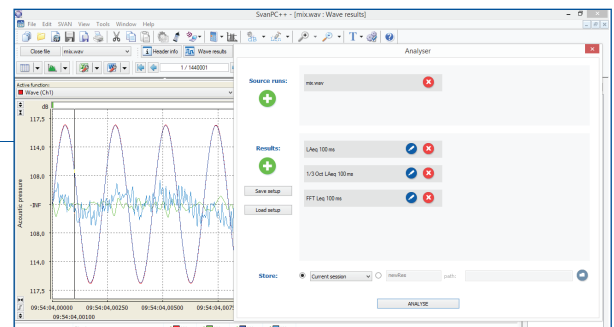 SvanPC++ - [mix.wav : Wave results]
File Edit SVAN View Tools Window Help
Close file mix.wav Header info Wave results
1 / 1440001
Active function:
Wave (Ch1)
dB
117,5
114,0
108,0
-INF
108,0
114,0
117,5
Acoustic pressure
09:54:04,00000 09:54:04,00250 09:54:04,00500 09:54:04,007
09:54:04,00100
Analyser
Source runs:
mix.wav
Results:
LAeq 100 ms
1/3 Oct LAeq 100 ms
FFT Leq 100 ms
Save setup
Load setup
Store: Current session newRes path:
ANALYSE